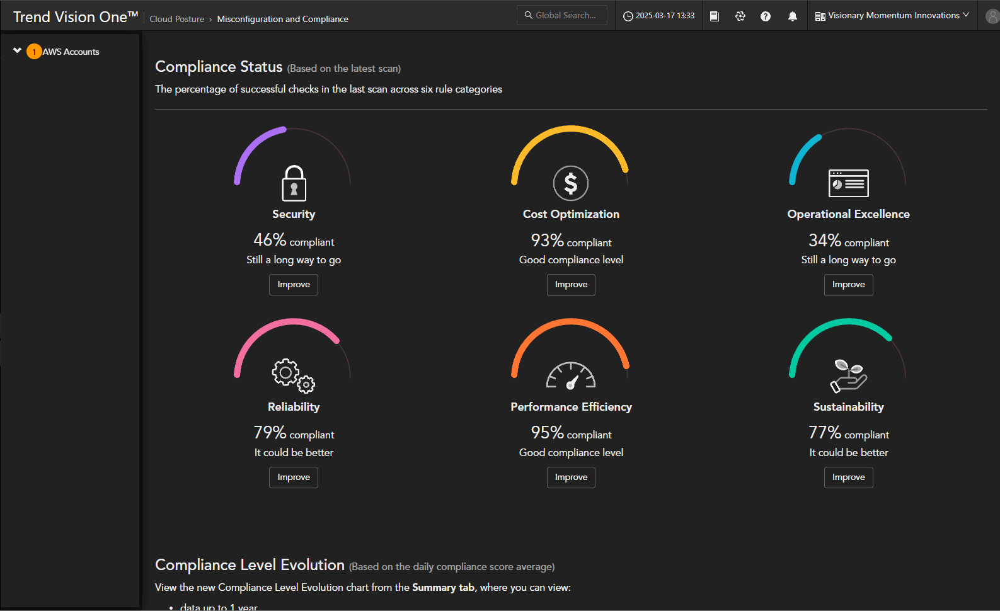 Trend Vision One™ Cloud Posture › Misconfiguration and Compliance Global Search... 2025-03-17 13:33 Visionary Momentum Innovations
1 AWS Accounts
Compliance Status (Based on the latest scan)
The percentage of successful checks in the last scan across six rule categories
Security
46% compliant
Still a long way to go
Improve
Cost Optimization
93% compliant
Good compliance level
Improve
Operational Excellence
34% compliant
Still a long way to go
Improve
Reliability
79% compliant
It could be better
Improve
Performance Efficiency
95% compliant
Good compliance level
Improve
Sustainability
77% compliant
It could be better
Improve
Compliance Level Evolution (Based on the daily compliance score average)
View the new Compliance Level Evolution chart from the Summary tab, where you can view:
• data up to 1 year